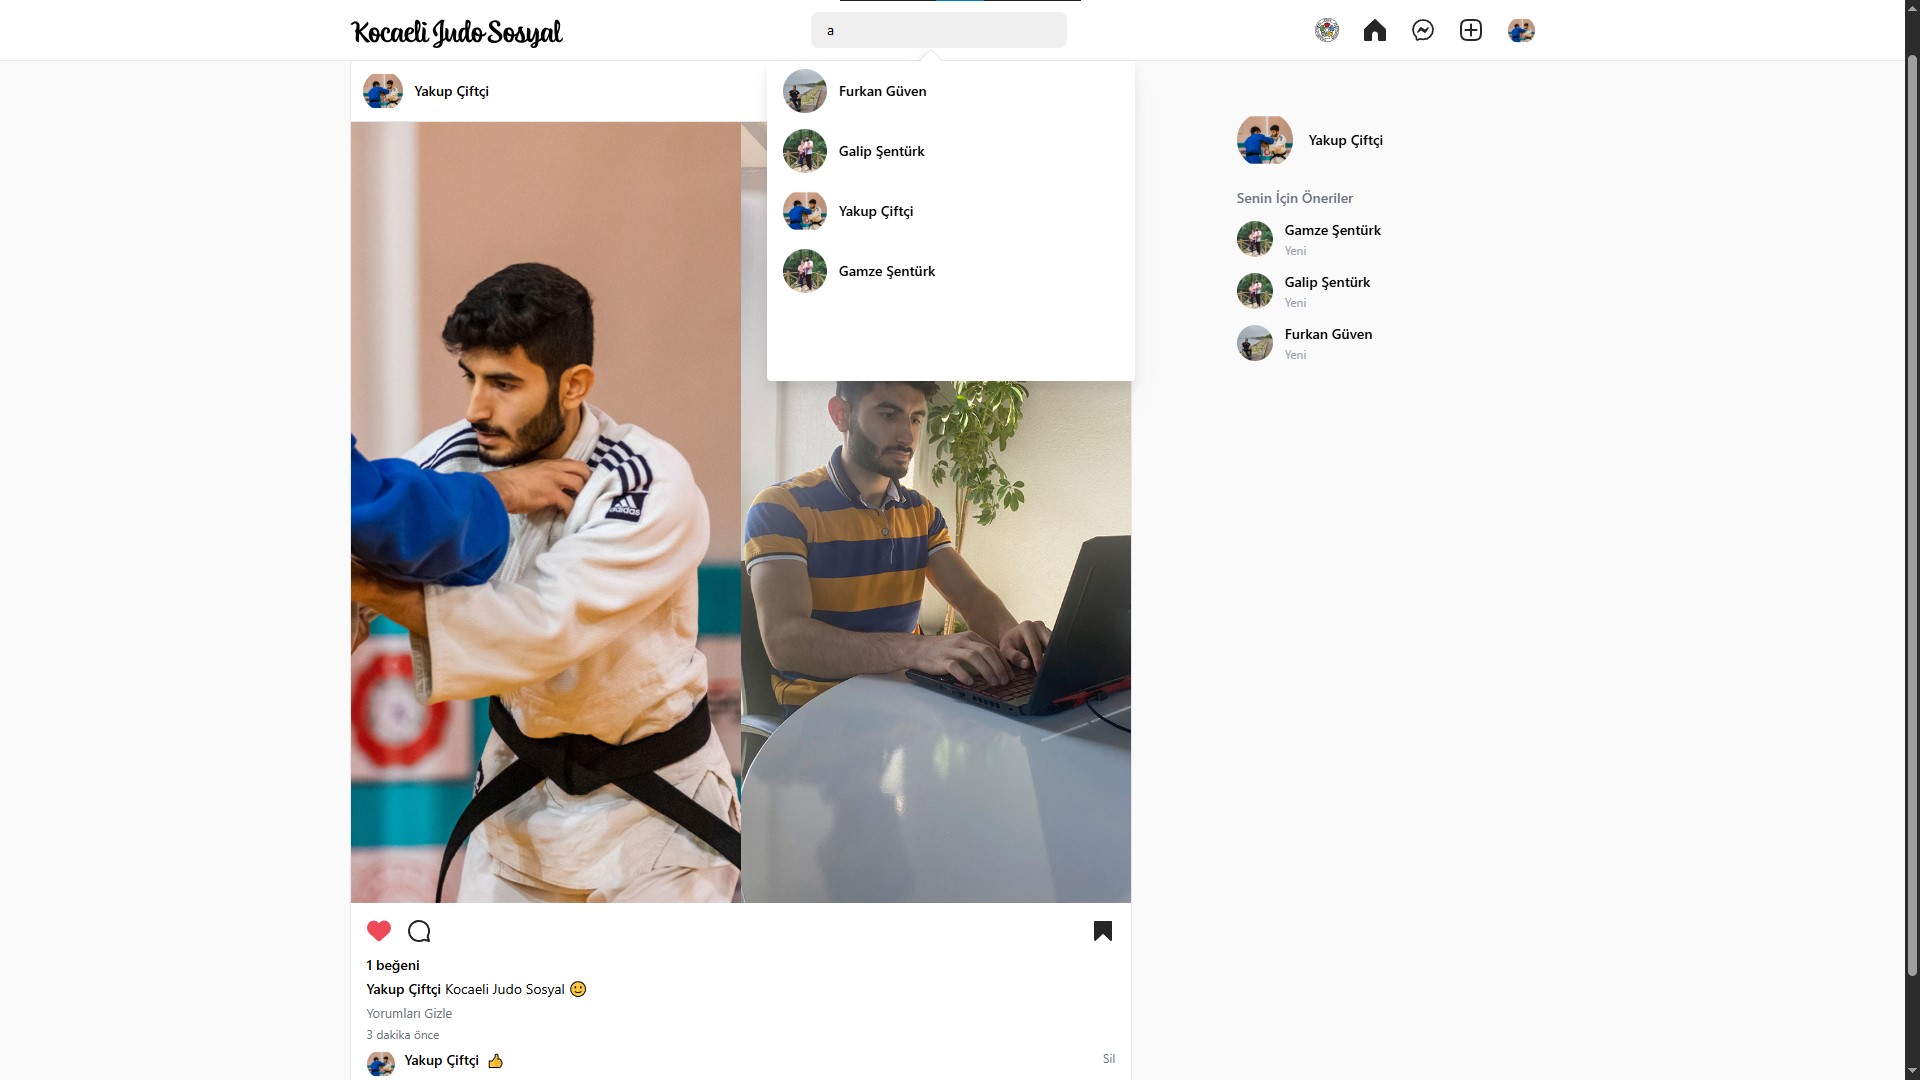 Kocaeli Judo Sosyal
a
Yakup Çiftçi
Furkan Güven
Galip Şentürk
Yakup Çiftçi
Gamze Şentürk
Yakup Çiftçi
Senin İçin Öneriler
Gamze Şentürk
Yeni
Galip Şentürk
Yeni
Furkan Güven
Yeni
adidas
1 beğeni
Yakup Çiftçi Kocaeli Judo Sosyal 🙂
Yorumları Gizle
3 dakika önce
Yakup Çiftçi 👍
Sil